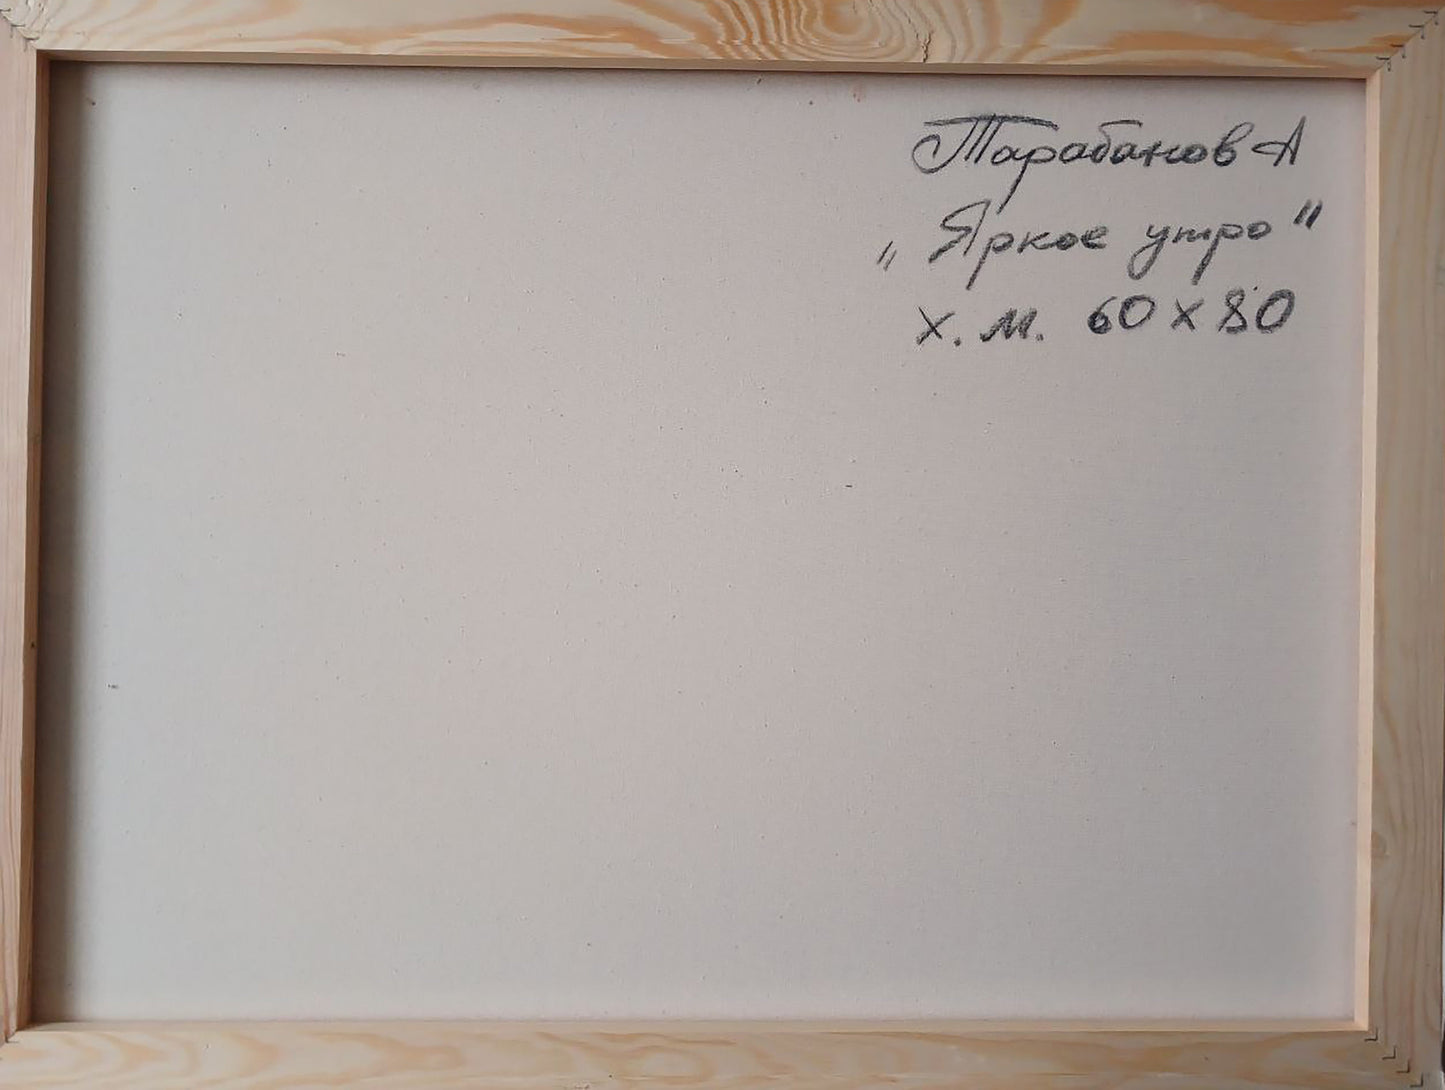 Тарабанов А
„Яркое утро"
х. м. 60 х 80